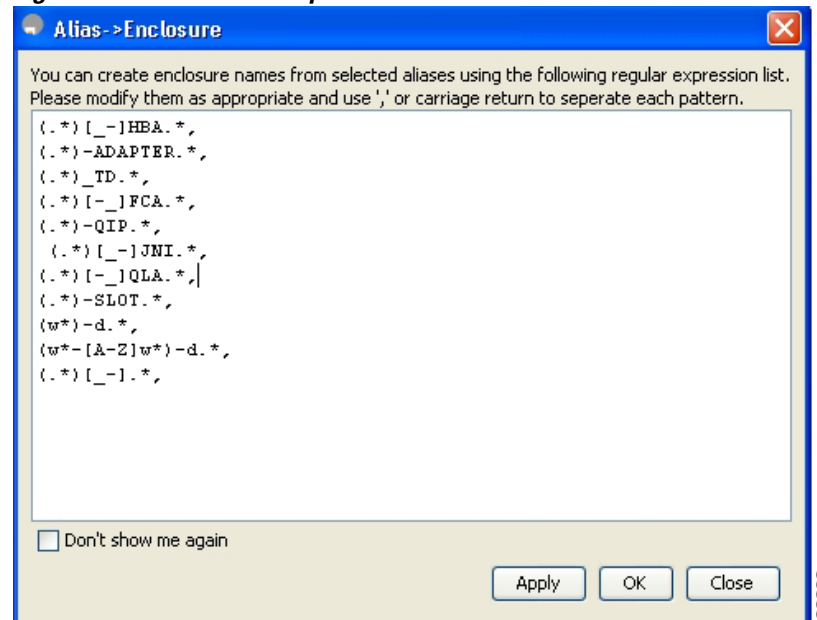 Alias->Enclosure
You can create enclosure names from selected aliases using the following regular expression list.
Please modify them as appropriate and use ',' or carriage return to seperate each pattern.
(.*)[_-]HBA.*,
(.*)-ADAPTER.*,
(.*)_TD.*,
(.*)[-_]FCA.*,
(.*)-QIP.*,
(.*)[_-]JNI.*,
(.*)[-_]QLA.*,
(.*)-SLOT.*,
(w*)-d.*,
(w*-[A-Z]w*)-d.*,
(.*)[_-].*,
Don't show me again
Apply OK Close